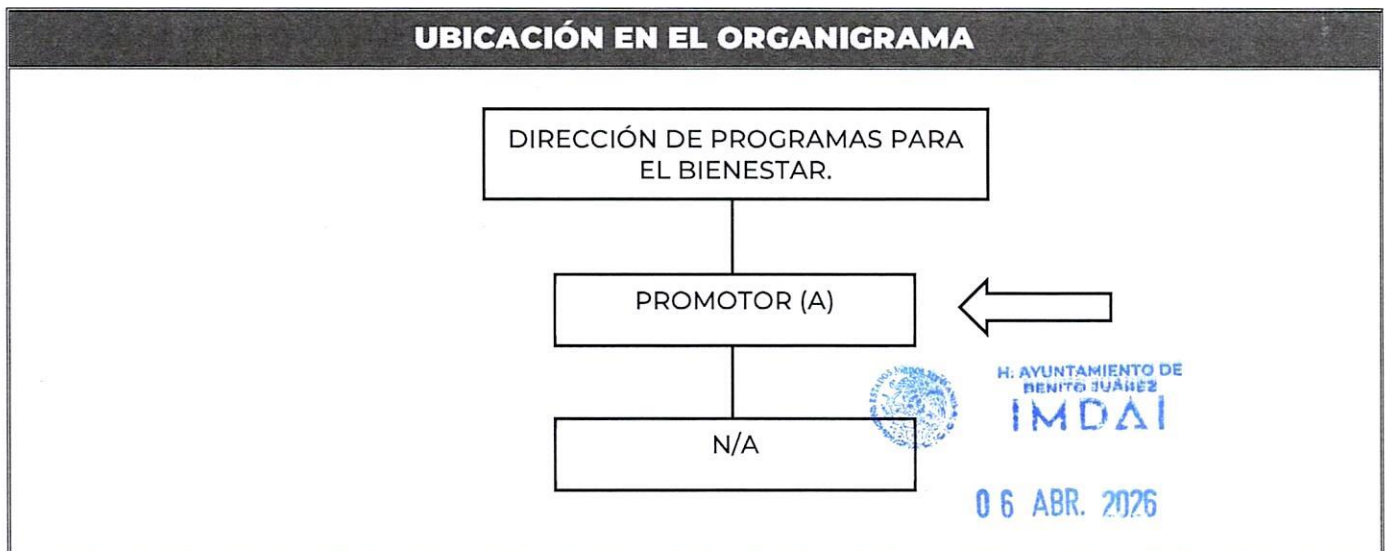 UBICACIÓN EN EL ORGANIGRAMA
DIRECCIÓN DE PROGRAMAS PARA
EL BIENESTAR.
PROMOTOR (A)
H. AYUNTAMIENTO DE
BENITO JUÁREZ
IMDAI
N/A
06 ABR. 2026